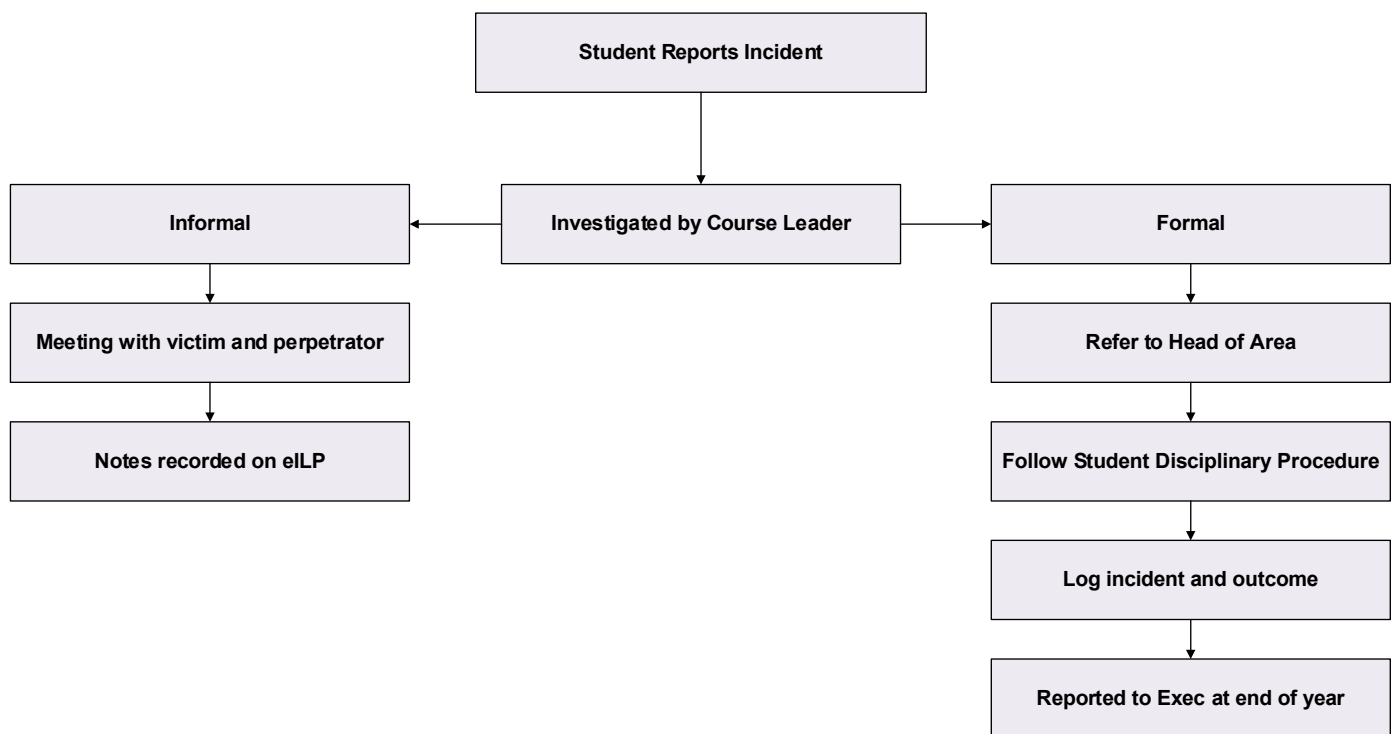 Student Reports Incident
Informal
Investigated by Course Leader
Formal
Meeting with victim and perpetrator
Refer to Head of Area
Notes recorded on eILP
Follow Student Disciplinary Procedure
Log incident and outcome
Reported to Exec at end of year